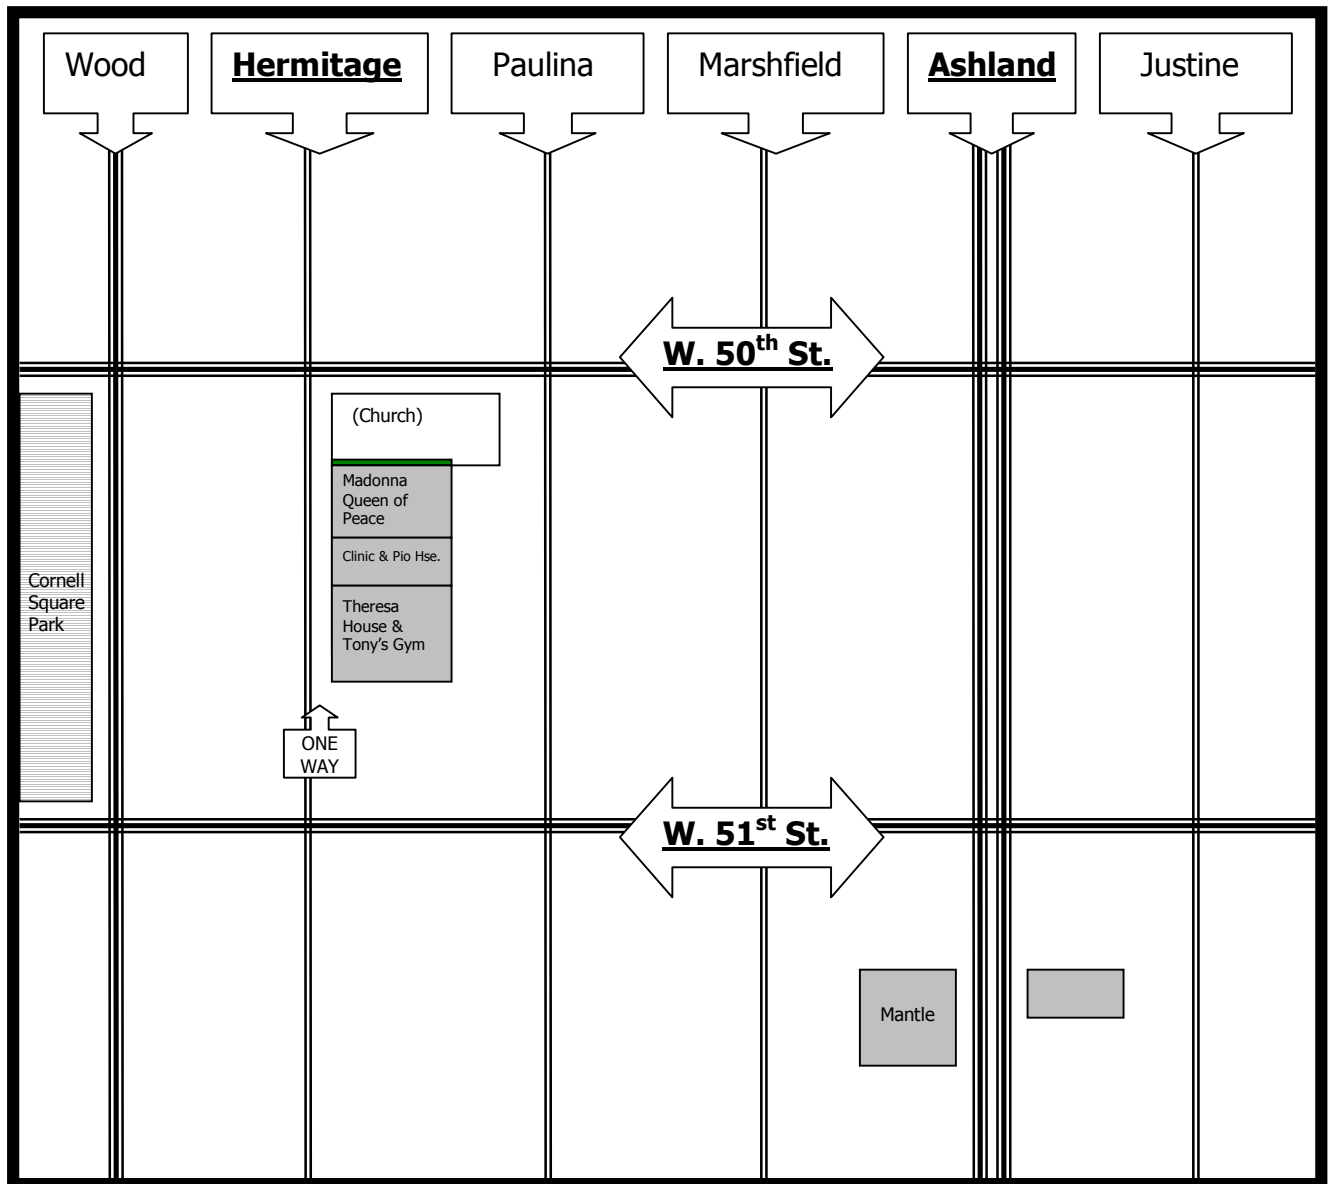 Wood
Hermitage
Paulina
Marshfield
Ashland
Justine
W. 50th St.
(Church)
Madonna
Queen of
Peace
Clinic & Pio Hse.
Cornell
Square
Park
Theresa
House &
Tony's Gym
ONE
WAY
W. 51st St.
Mantle